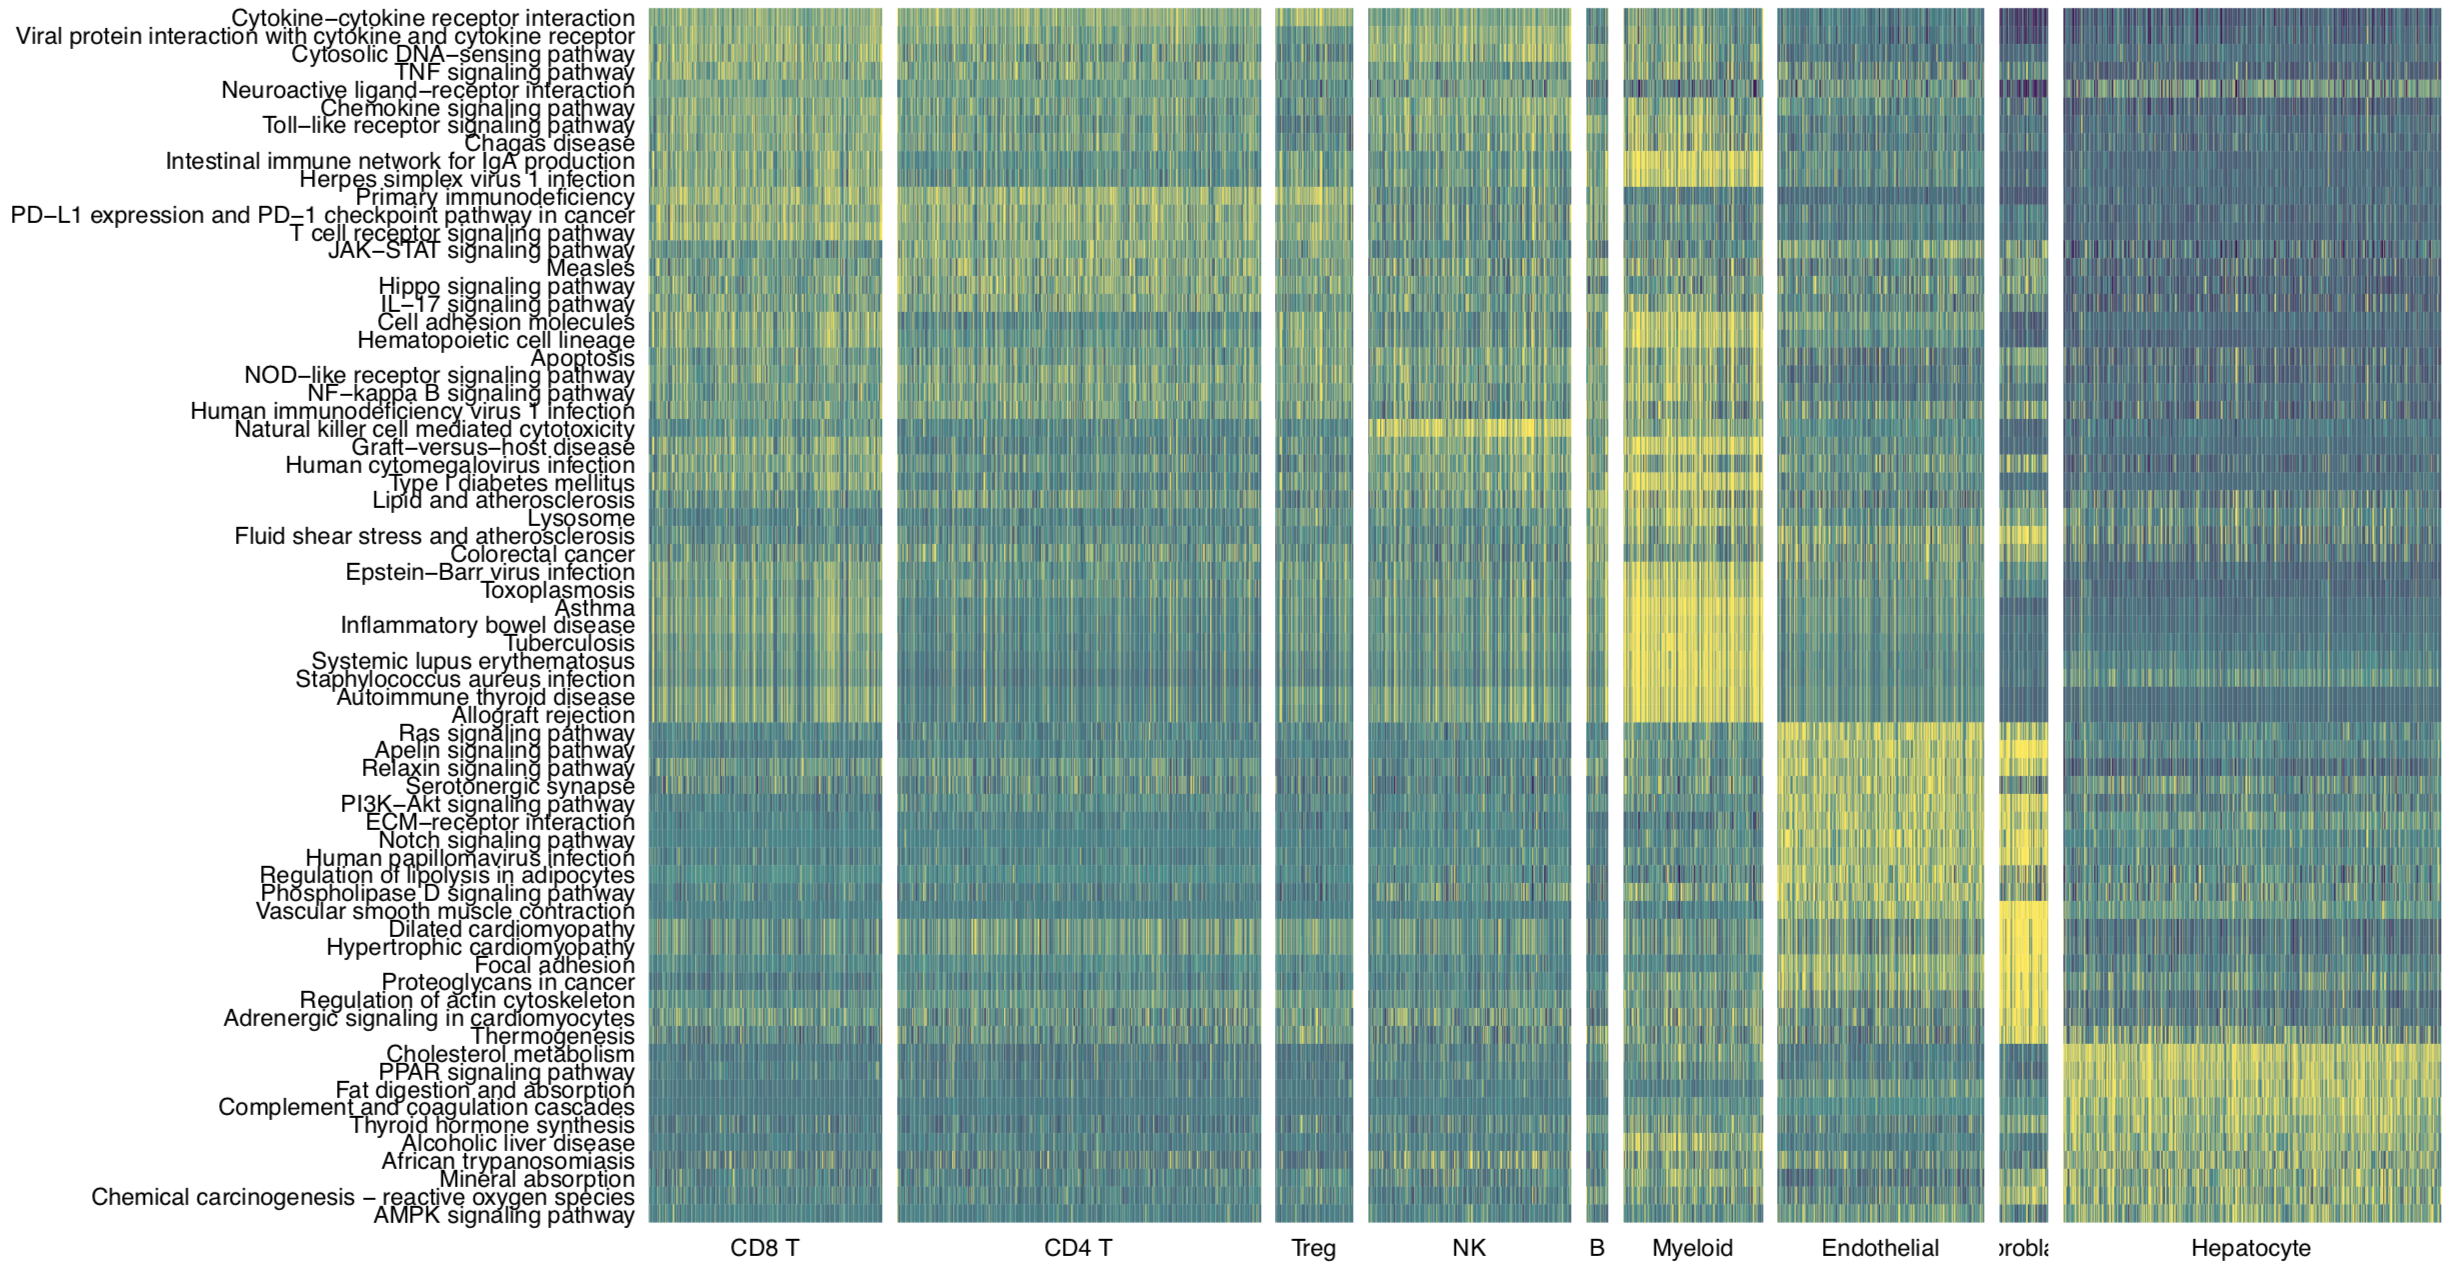 Cytokine−cytokine receptor interaction
Viral protein interaction with cytokine and cytokine receptor
Cytosolic DNA−sensing pathway
TNF signaling pathway
Neuroactive ligand−receptor interaction
Chemokine signaling pathway
Toll−like receptor signaling pathway
Chagas disease
Intestinal immune network for IgA production
Herpes simplex virus 1 infection
Primary immunodeficiency
PD−L1 expression and PD−1 checkpoint pathway in cancer
T cell receptor signaling pathway
JAK−STAT signaling pathway
Measles
Hippo signaling pathway
IL−17 signaling pathway
Cell adhesion molecules
Hematopoietic cell lineage
Apoptosis
NOD−like receptor signaling pathway
NF−kappa B signaling pathway
Human immunodeficiency virus 1 infection
Natural killer cell mediated cytotoxicity
Graft−versus−host disease
Human cytomegalovirus infection
Type I diabetes mellitus
Lipid and atherosclerosis
Lysosome
Fluid shear stress and atherosclerosis
Colorectal cancer
Epstein−Barr virus infection
Toxoplasmosis
Asthma
Inflammatory bowel disease
Tuberculosis
Systemic lupus erythematosus
Staphylococcus aureus infection
Autoimmune thyroid disease
Allograft rejection
Ras signaling pathway
Apelin signaling pathway
Relaxin signaling pathway
Serotonergic synapse
PI3K−Akt signaling pathway
ECM−receptor interaction
Notch signaling pathway
Human papillomavirus infection
Regulation of lipolysis in adipocytes
Phospholipase D signaling pathway
Vascular smooth muscle contraction
Dilated cardiomyopathy
Hypertrophic cardiomyopathy
Focal adhesion
Proteoglycans in cancer
Regulation of actin cytoskeleton
Adrenergic signaling in cardiomyocytes
Thermogenesis
Cholesterol metabolism
PPAR signaling pathway
Fat digestion and absorption
Complement and coagulation cascades
Thyroid hormone synthesis
Alcoholic liver disease
African trypanosomiasis
Mineral absorption
Chemical carcinogenesis − reactive oxygen species
AMPK signaling pathway
CD8 T CD4 T Treg NK B Myeloid Endothelial Hepatocyte